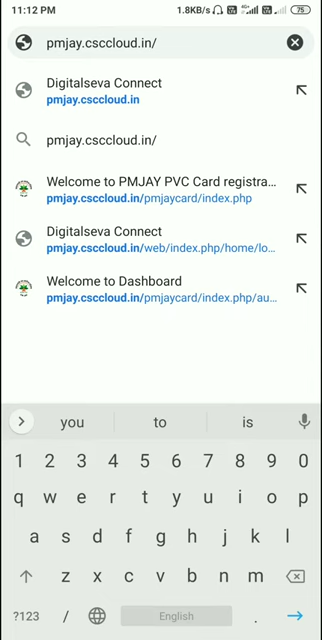 11:12 PM 1.8KB/s 4G+ 75
pmjay.csccloud.in/
Digitalseva Connect
pmjay.csccloud.in
pmjay.csccloud.in/
Welcome to PMJAY PVC Card registra...
pmjay.csccloud.in/pmjaycard/index.php
Digitalseva Connect
pmjay.csccloud.in/web/index.php/home/lo...
Welcome to Dashboard
pmjay.csccloud.in/pmjaycard/index.php/au...
you to is
1 2 3 4 5 6 7 8 9 0
q w e r t y u i o p
a s d f g h j k l
z x c v b n m
?123 / English .